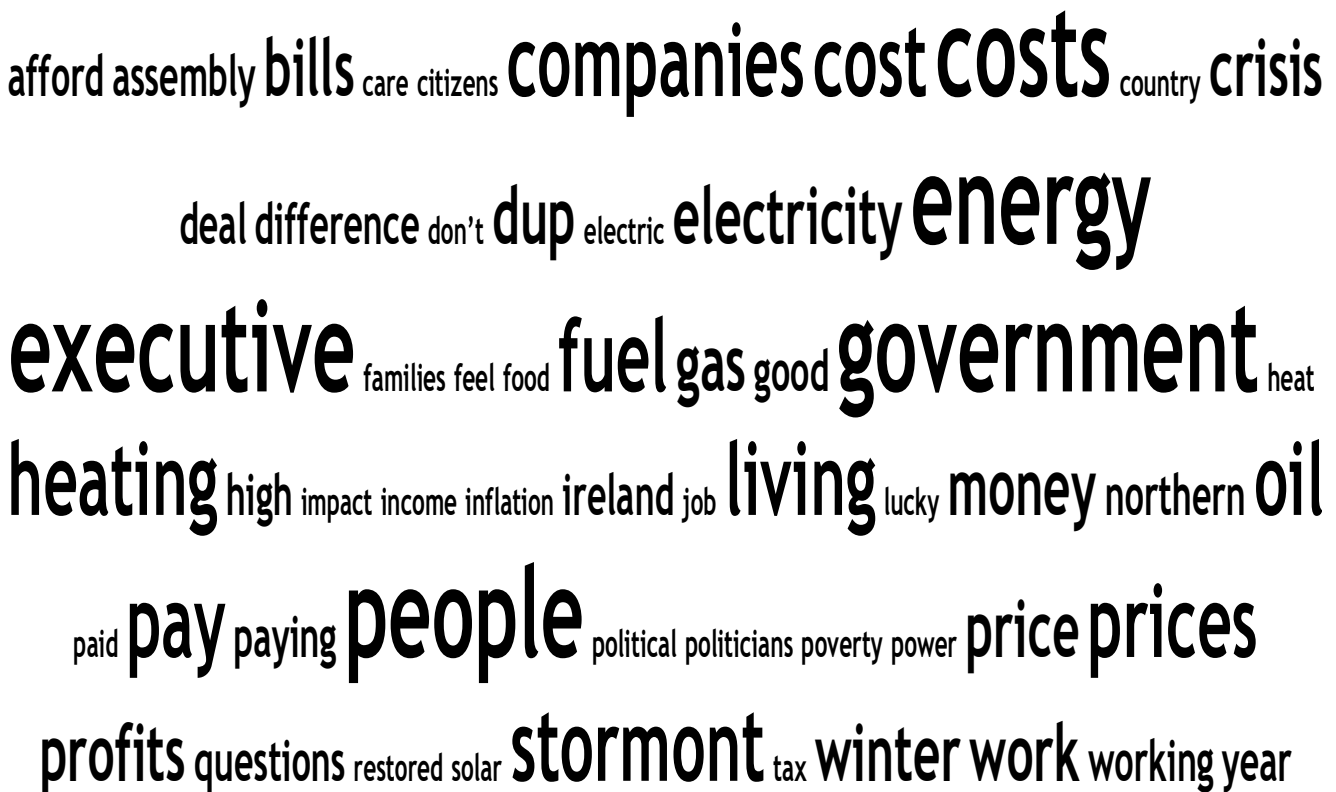 afford assembly bills care citizens companies cost costs country crisis
deal difference don’t dup electric electricity energy
executive families feel food fuel gas good government heat
heating high impact income inflation ireland job living lucky money northern oil
paid pay paying people political politicians poverty power price prices
profits questions restored solar stormont tax winter work working year